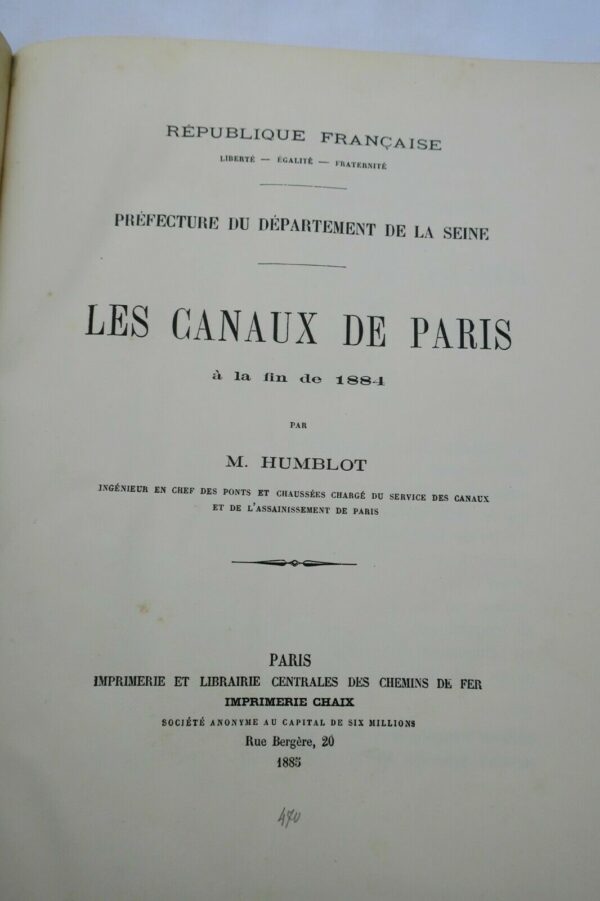 RÉPUBLIQUE FRANÇAISE
LIBERTÉ — ÉGALITÉ — FRATERNITÉ
PRÉFECTURE DU DÉPARTEMENT DE LA SEINE
LES CANAUX DE PARIS
à la fin de 1884
PAR
M. HUMBLOT
INGÉNIEUR EN CHEF DES PONTS ET CHAUSSÉES CHARGÉ DU SERVICE DES CANAUX
ET DE L'ASSAINISSEMENT DE PARIS
PARIS
IMPRIMERIE ET LIBRAIRIE CENTRALES DES CHEMINS DE FER
IMPRIMERIE CHAIX
SOCIÉTÉ ANONYME AU CAPITAL DE SIX MILLIONS
Rue Bergère, 20
1885
470